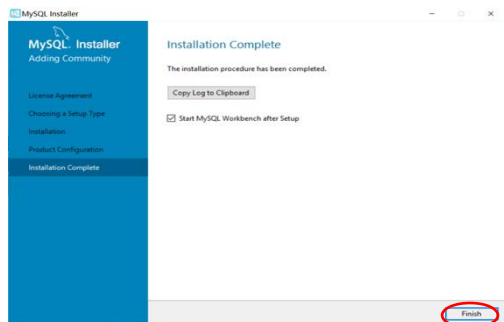 MySQL Installer
MySQL. Installer
Adding Community
License Agreement
Choosing a Setup Type
Installation
Product Configuration
Installation Complete
Installation Complete
The installation procedure has been completed.
Copy Log to Clipboard
Start MySQL Workbench after Setup
Finish